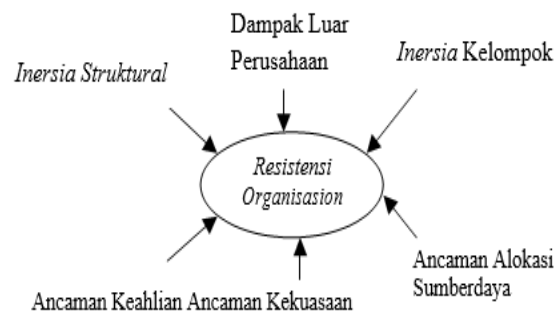 Dampak Luar
Perusahaan
Inersia Struktural
Inersia Kelompok
Resistensi
Organisasion
Ancaman Alokasi
Sumberdaya
Ancaman Keahlian Ancaman Kekuasaan